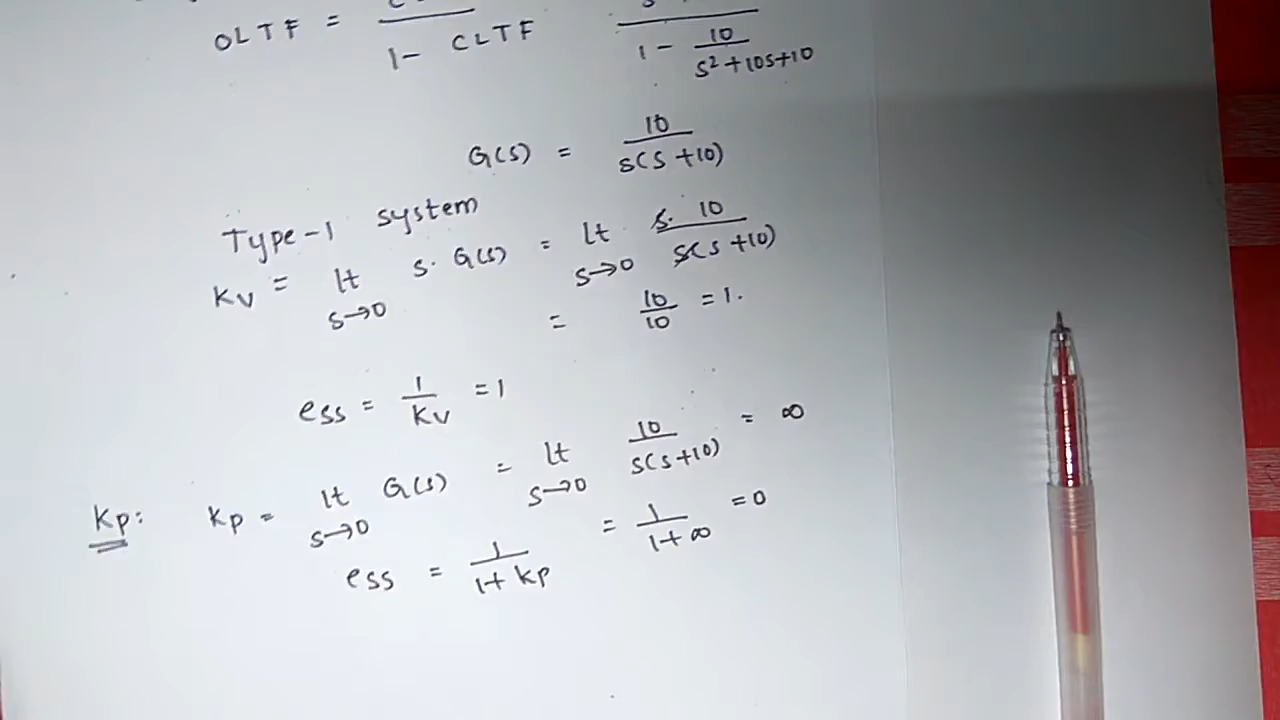 OLTF = / 1 - CLTF   / 1 - 10/s²+10s+10
G(s) = 10/s(s+10)
Type-1 system
Kv = lt s→0 s. G(s) = lt s→0 s. 10/s(s+10)
= 10/10 = 1.
ess = 1/Kv = 1
Kp: Kp = lt s→0 G(s) = lt s→0 10/s(s+10) = ∞
ess = 1/1+Kp = 1/1+∞ = 0